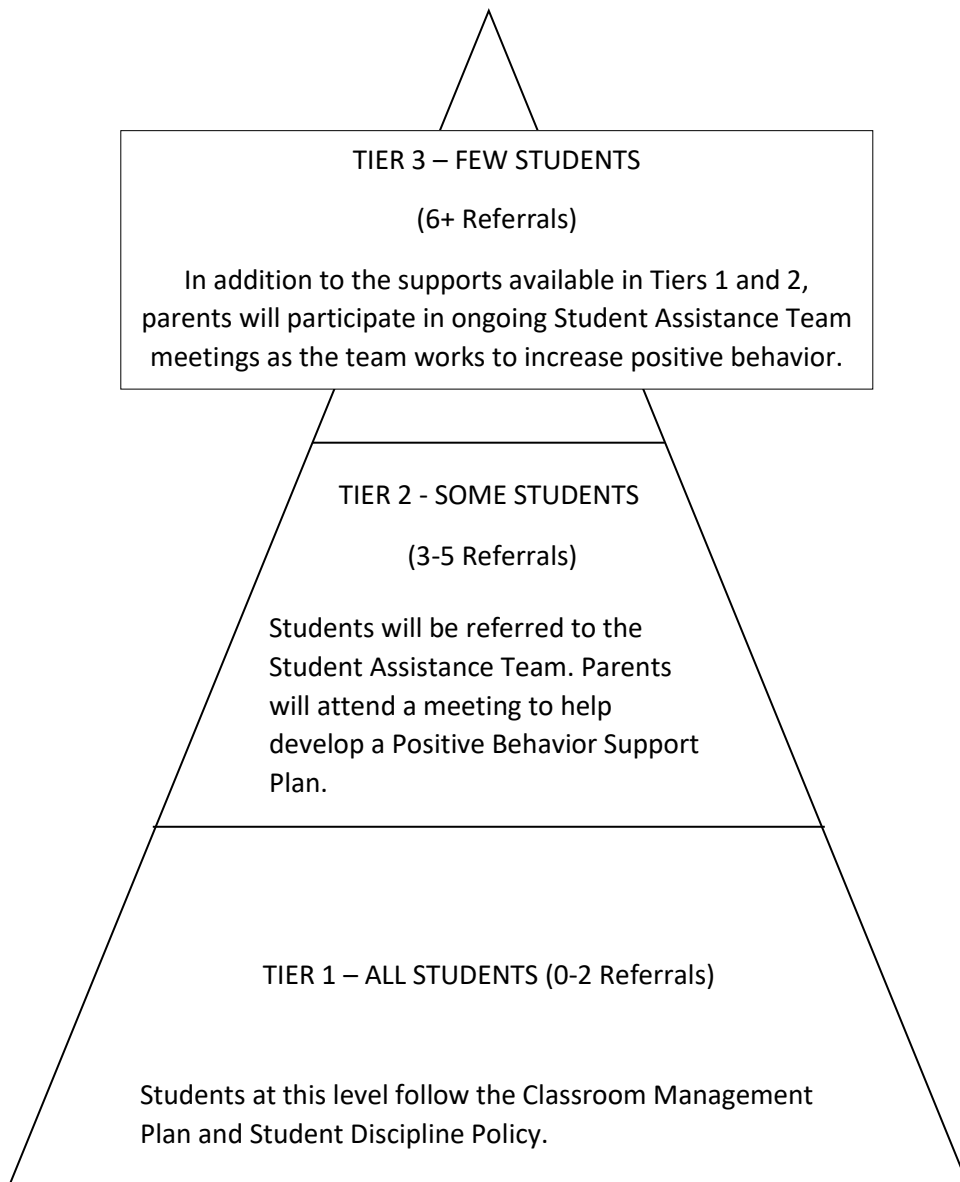 TIER 3 – FEW STUDENTS
(6+ Referrals)
In addition to the supports available in Tiers 1 and 2,
parents will participate in ongoing Student Assistance Team
meetings as the team works to increase positive behavior.
TIER 2 - SOME STUDENTS
(3-5 Referrals)
Students will be referred to the
Student Assistance Team. Parents
will attend a meeting to help
develop a Positive Behavior Support
Plan.
TIER 1 – ALL STUDENTS (0-2 Referrals)
Students at this level follow the Classroom Management
Plan and Student Discipline Policy.